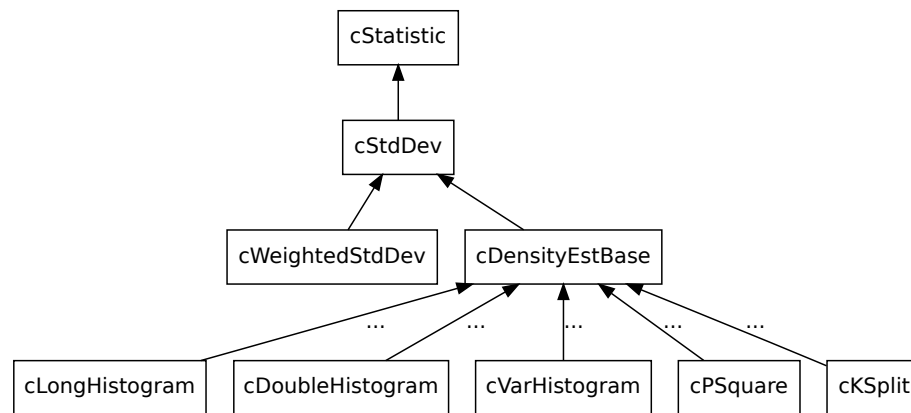 cStatistic
cStdDev
cWeightedStdDev cDensityEstBase
... ... ... ... ...
cLongHistogram cDoubleHistogram cVarHistogram cPSquare cKSplit